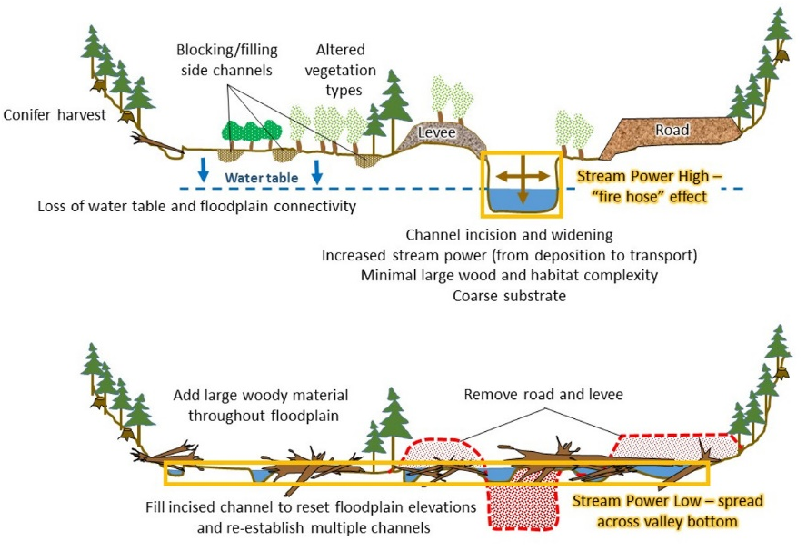 Blocking/filling
side channels
Altered
vegetation
types
Conifer harvest
Levee
Road
Water table
Stream Power High –
"fire hose" effect
Loss of water table and floodplain connectivity
Channel incision and widening
Increased stream power (from deposition to transport)
Minimal large wood and habitat complexity
Coarse substrate
Add large woody material
throughout floodplain
Remove road and levee
Fill incised channel to reset floodplain elevations
and re-establish multiple channels
Stream Power Low – spread
across valley bottom